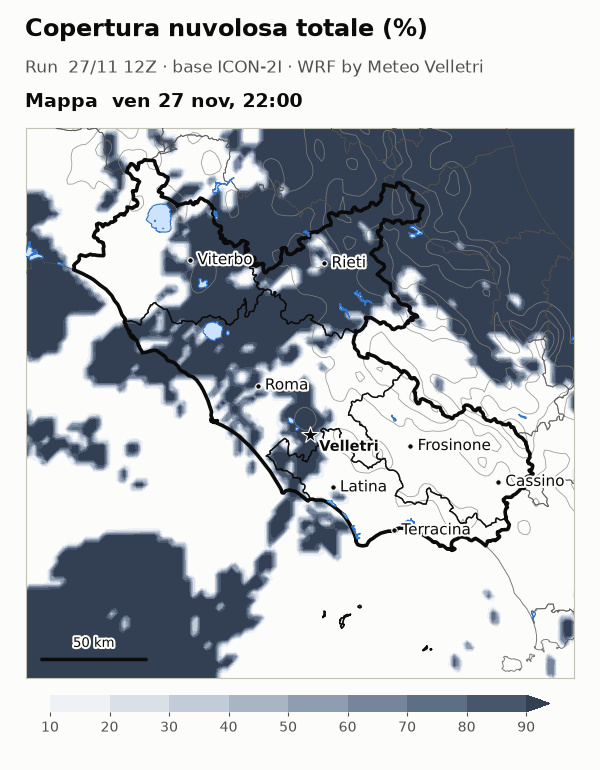 Copertura nuvolosa totale (%)
Run  27/11 12Z · base ICON-2I · WRF by Meteo Velletri
Mappa  ven 27 nov, 22:00
Viterbo
Rieti
Roma
Velletri
Frosinone
Cassino
Latina
Terracina
50 km
10 20 30 40 50 60 70 80 90